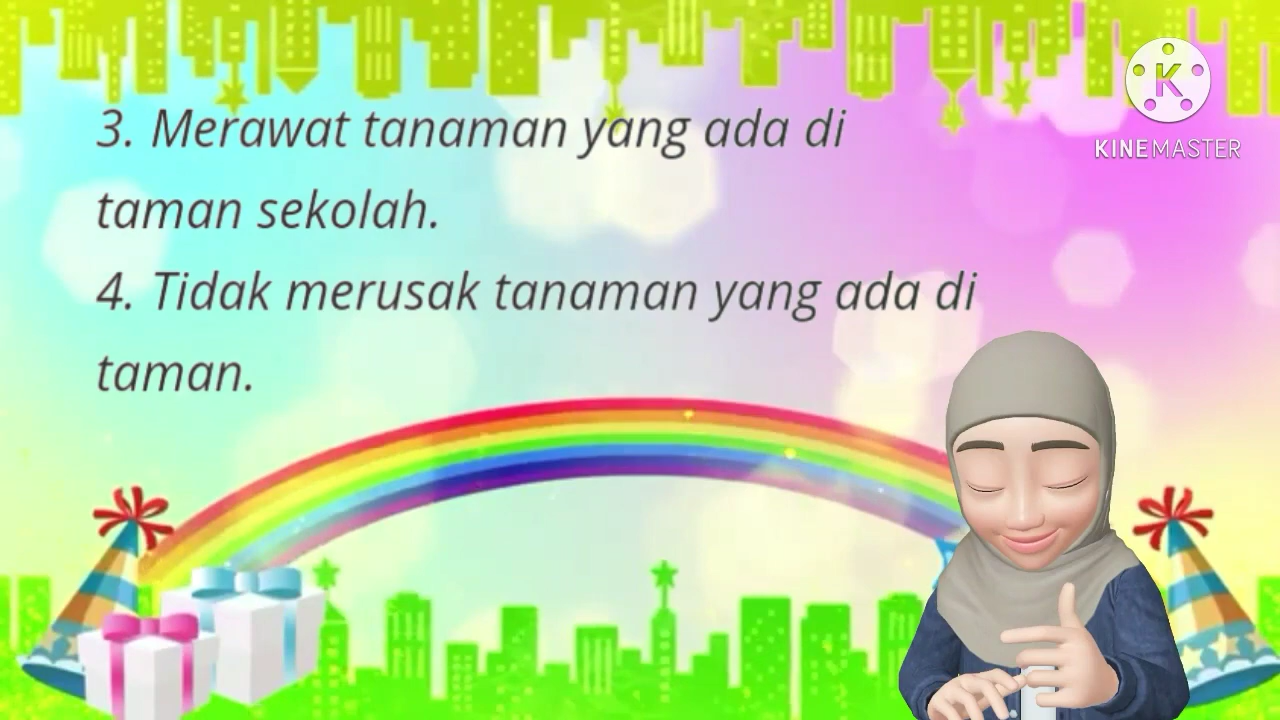 3. Merawat tanaman yang ada di
taman sekolah.
4. Tidak merusak tanaman yang ada di
taman.
K
KINEMASTER